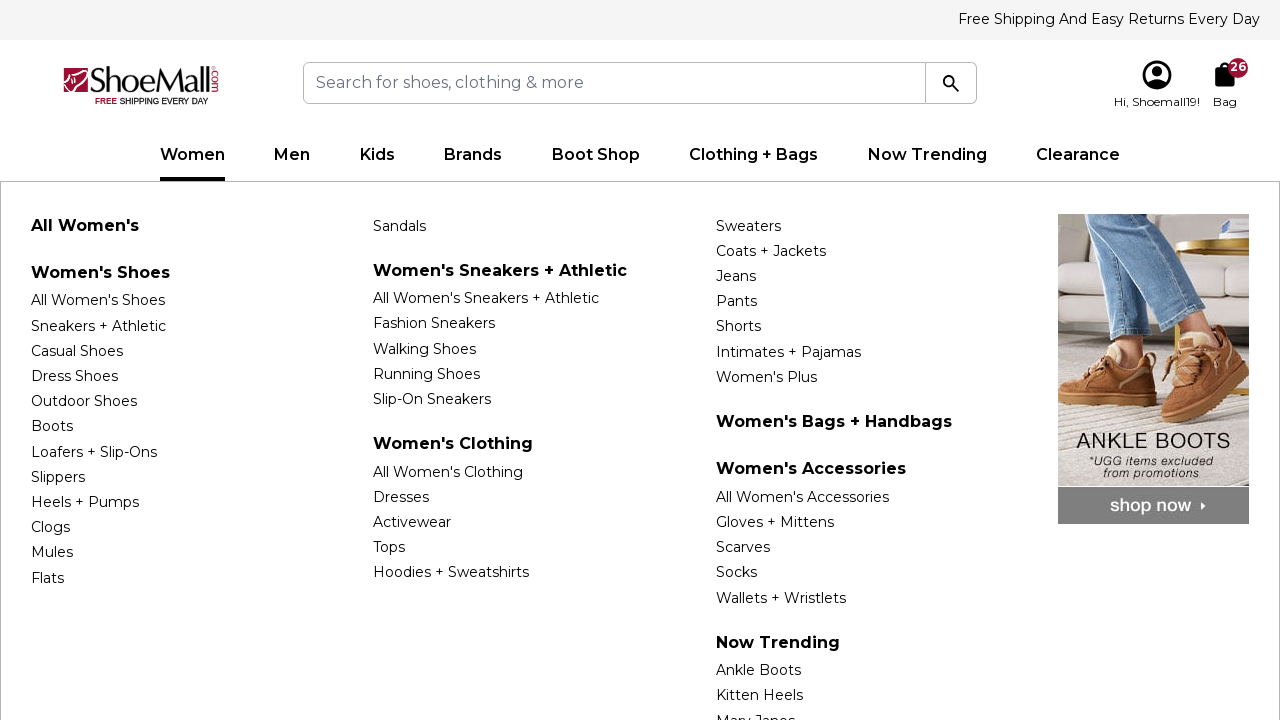 Free Shipping And Easy Returns Every Day
ShoeMall.com
FREE SHIPPING EVERY DAY
Search for shoes, clothing & more
Hi, Shoemall19!
26
Bag
Women
Men
Kids
Brands
Boot Shop
Clothing + Bags
Now Trending
Clearance
All Women's
Women's Shoes
All Women's Shoes
Sneakers + Athletic
Casual Shoes
Dress Shoes
Outdoor Shoes
Boots
Loafers + Slip-Ons
Slippers
Heels + Pumps
Clogs
Mules
Flats
Sandals
Women's Sneakers + Athletic
All Women's Sneakers + Athletic
Fashion Sneakers
Walking Shoes
Running Shoes
Slip-On Sneakers
Women's Clothing
All Women's Clothing
Dresses
Activewear
Tops
Hoodies + Sweatshirts
Sweaters
Coats + Jackets
Jeans
Pants
Shorts
Intimates + Pajamas
Women's Plus
Women's Bags + Handbags
Women's Accessories
All Women's Accessories
Gloves + Mittens
Scarves
Socks
Wallets + Wristlets
Now Trending
Ankle Boots
Kitten Heels
Mary Janes
ANKLE BOOTS
*UGG items excluded
from promotions
shop now